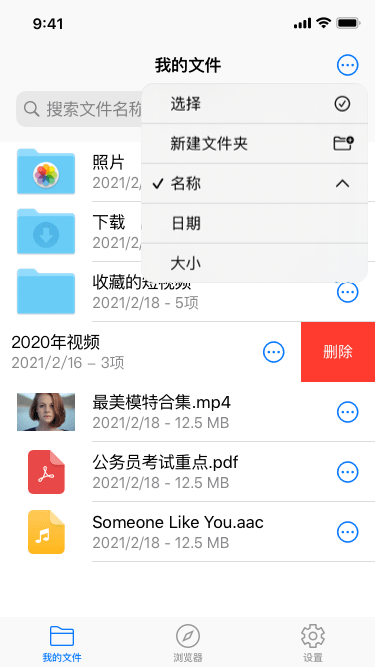 9:41
我的文件
搜索文件名称
选择
新建文件夹
名称
日期
大小
照片
2021/2/
下载
2021/2/
收藏的短视频
2021/2/18 - 5项
2020年视频
2021/2/16 – 3项
删除
最美模特合集.mp4
2021/2/18 - 12.5 MB
公务员考试重点.pdf
2021/2/18 - 12.5 MB
Someone Like You.aac
2021/2/18 - 12.5 MB
我的文件
浏览器
设置